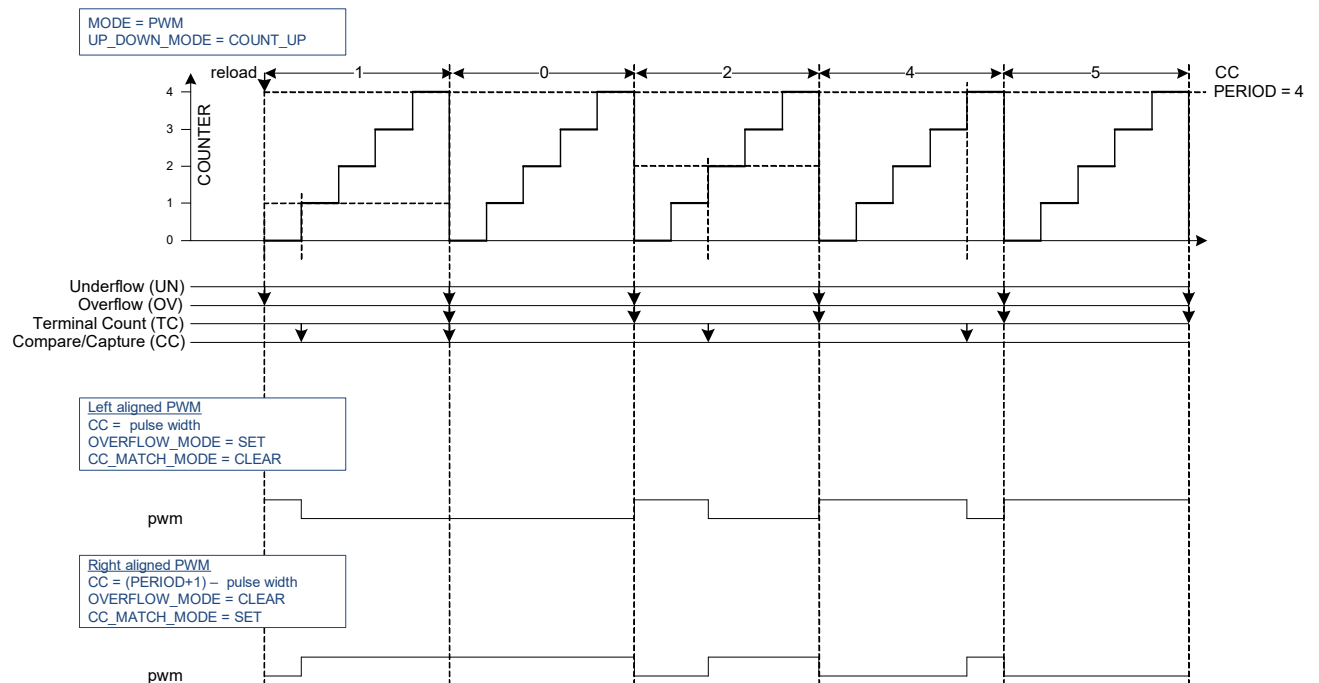 MODE = PWM
UP_DOWN_MODE = COUNT_UP
reload 1 0 2 4 5 CC
PERIOD = 4
4
3
2
1
0
COUNTER
Underflow (UN)
Overflow (OV)
Terminal Count (TC)
Compare/Capture (CC)
Left aligned PWM
CC = pulse width
OVERFLOW_MODE = SET
CC_MATCH_MODE = CLEAR
pwm
Right aligned PWM
CC = (PERIOD+1) – pulse width
OVERFLOW_MODE = CLEAR
CC_MATCH_MODE = SET
pwm